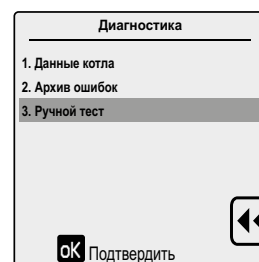 Диагностика
1. Данные котла
2. Архив ошибок
3. Ручной тест
oK Подтвердить